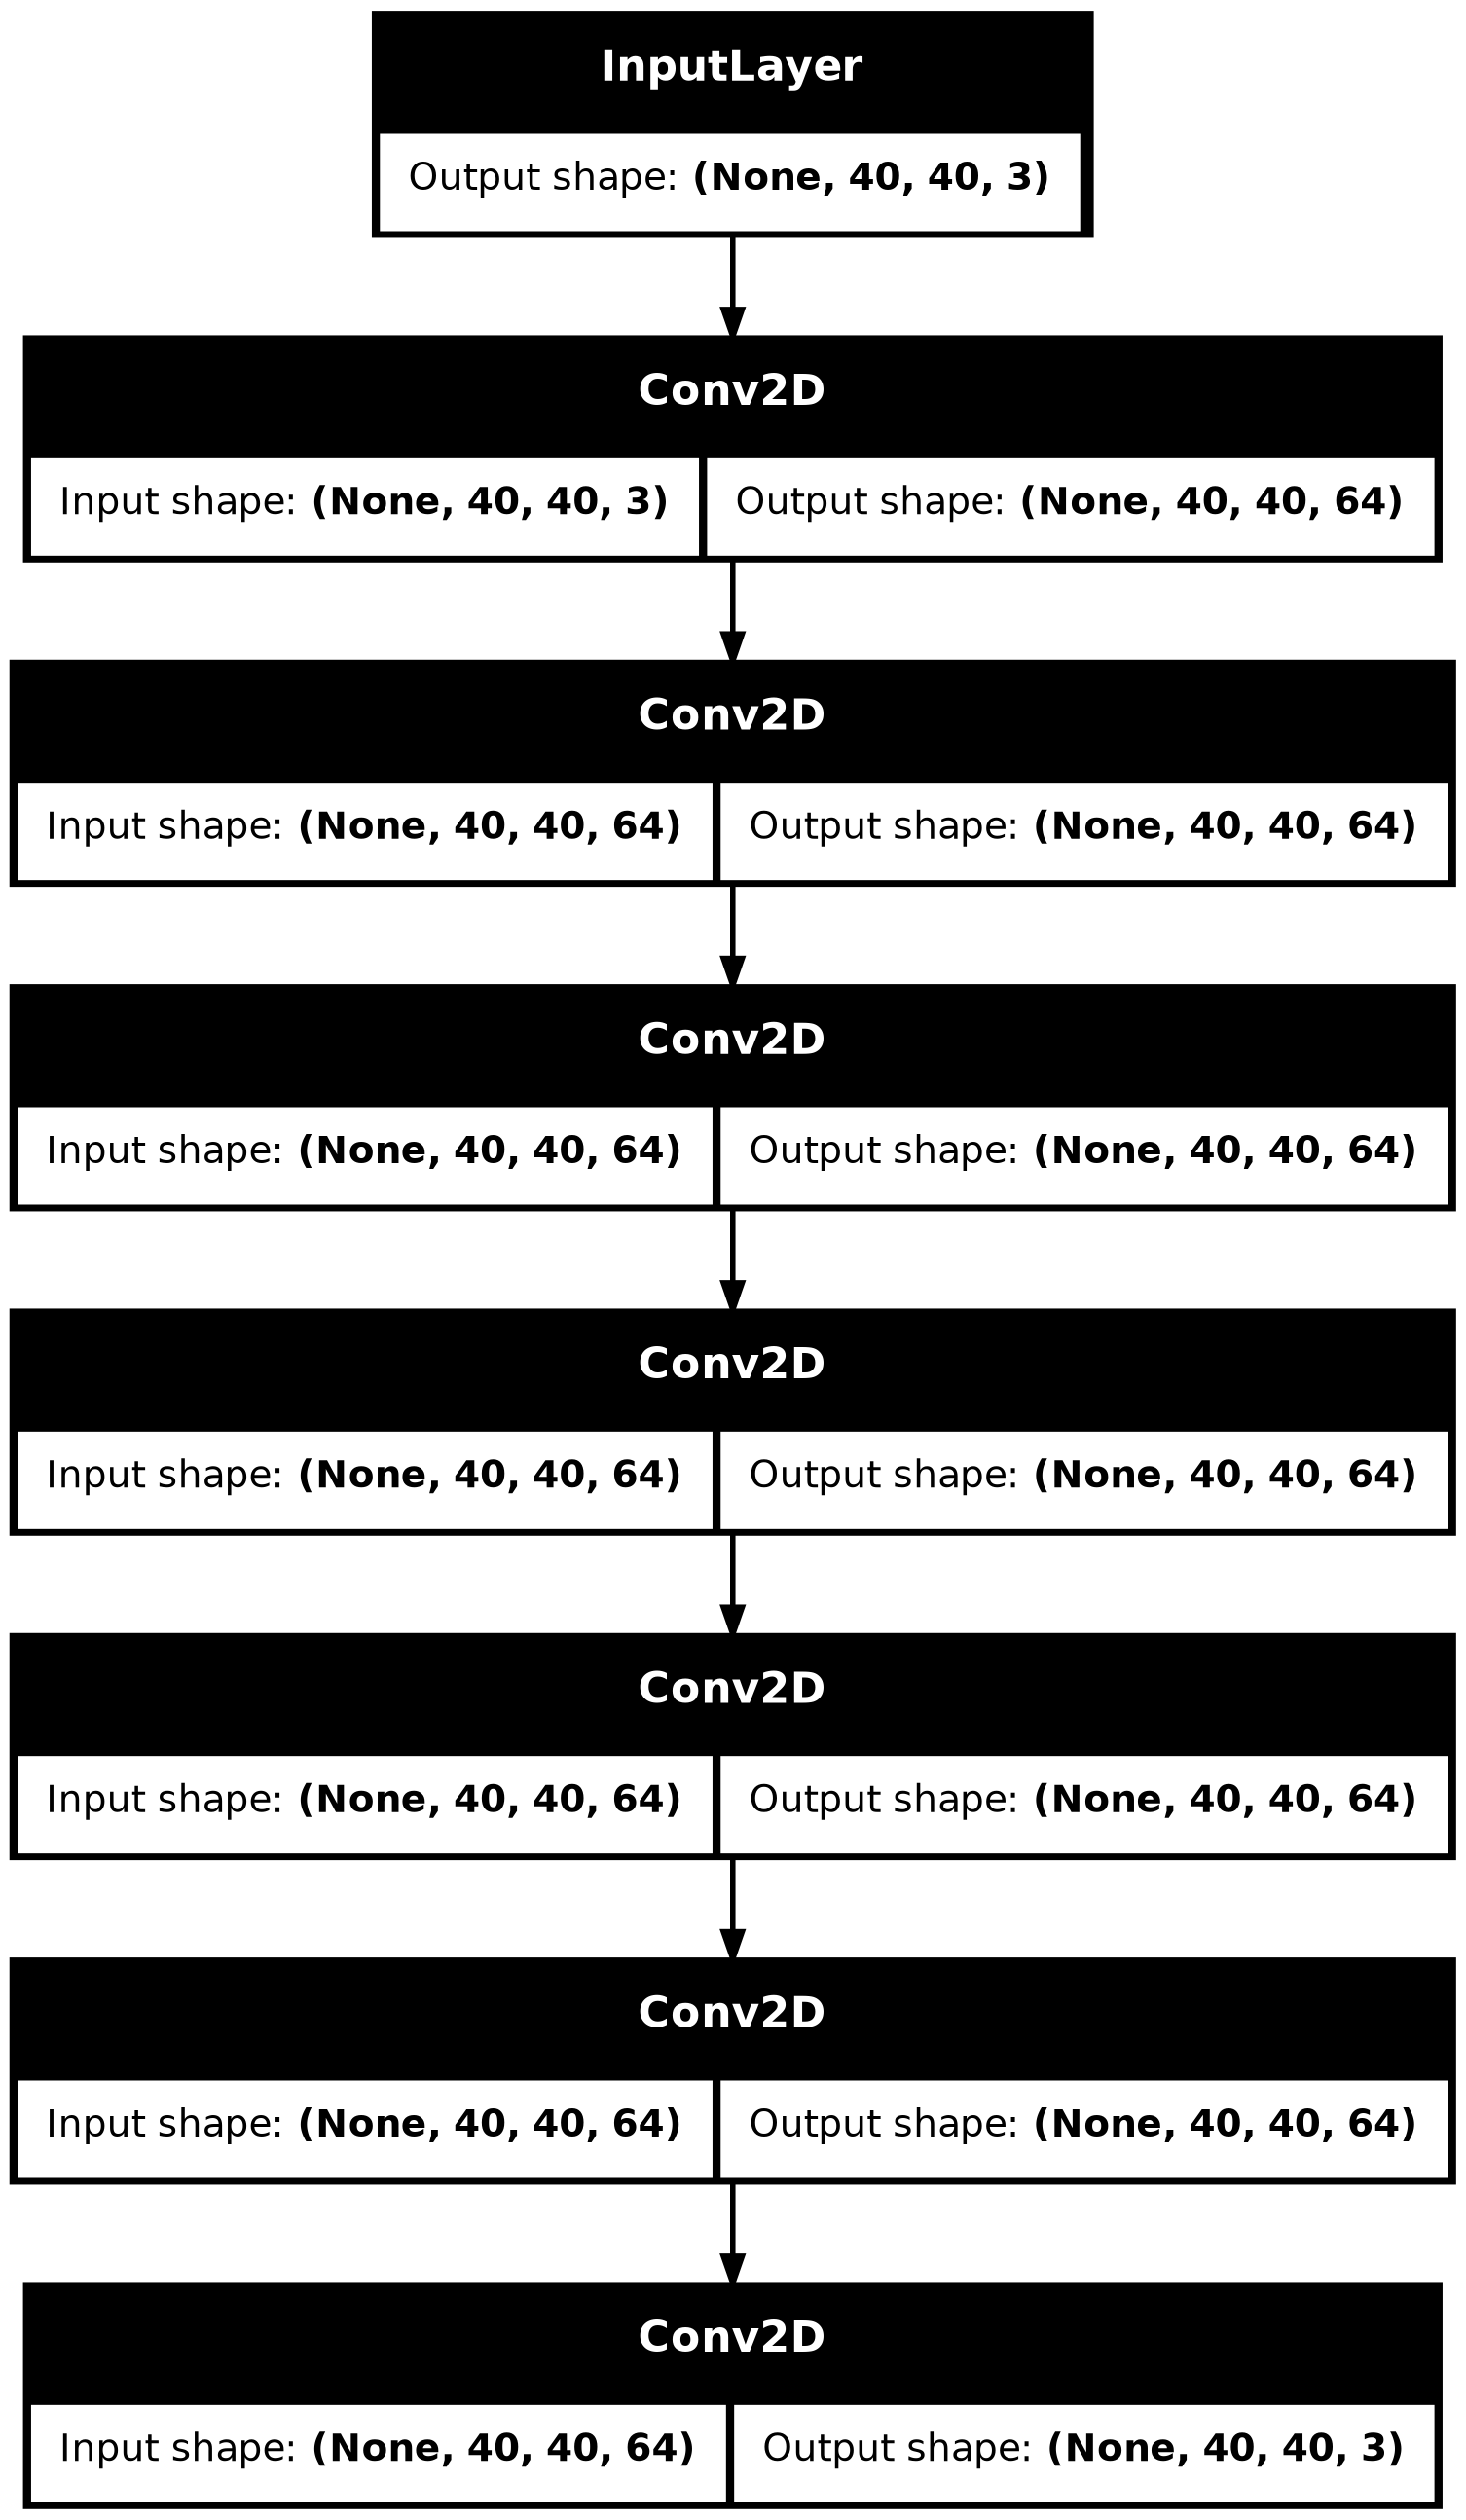 InputLayer
Output shape: (None, 40, 40, 3)
Conv2D
Input shape: (None, 40, 40, 3) Output shape: (None, 40, 40, 64)
Conv2D
Input shape: (None, 40, 40, 64) Output shape: (None, 40, 40, 64)
Conv2D
Input shape: (None, 40, 40, 64) Output shape: (None, 40, 40, 64)
Conv2D
Input shape: (None, 40, 40, 64) Output shape: (None, 40, 40, 64)
Conv2D
Input shape: (None, 40, 40, 64) Output shape: (None, 40, 40, 64)
Conv2D
Input shape: (None, 40, 40, 64) Output shape: (None, 40, 40, 64)
Conv2D
Input shape: (None, 40, 40, 64) Output shape: (None, 40, 40, 3)